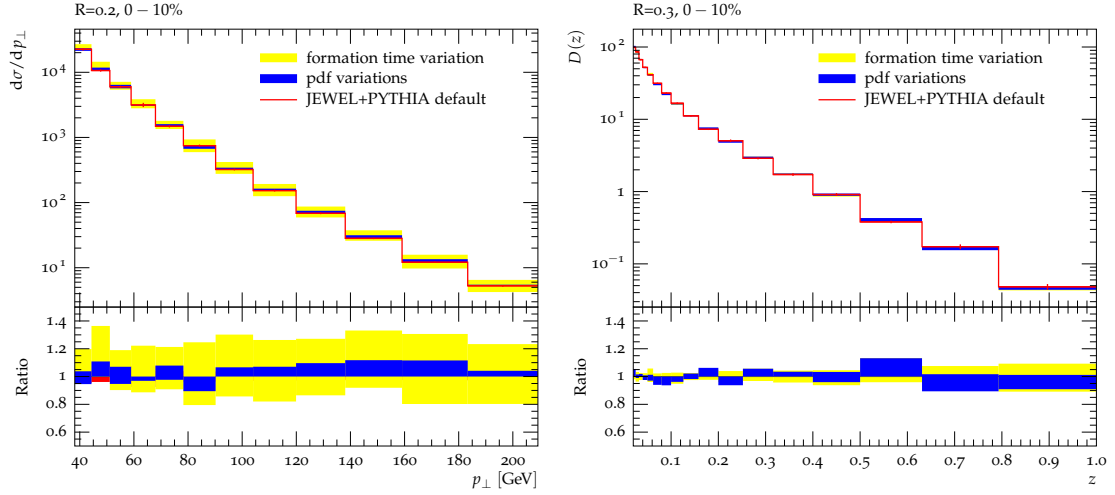 R=0.2, 0 − 10%
dσ/dp⊥
10⁴
10³
10²
10¹
formation time variation
pdf variations
JEWEL+PYTHIA default
Ratio
1.4
1.2
1
0.8
0.6
40 60 80 100 120 140 160 180 200
p⊥ [GeV]
R=0.3, 0 − 10%
D(z)
10²
10¹
1
10⁻¹
formation time variation
pdf variations
JEWEL+PYTHIA default
Ratio
1.4
1.2
1
0.8
0.6
0.1 0.2 0.3 0.4 0.5 0.6 0.7 0.8 0.9 1.0
z